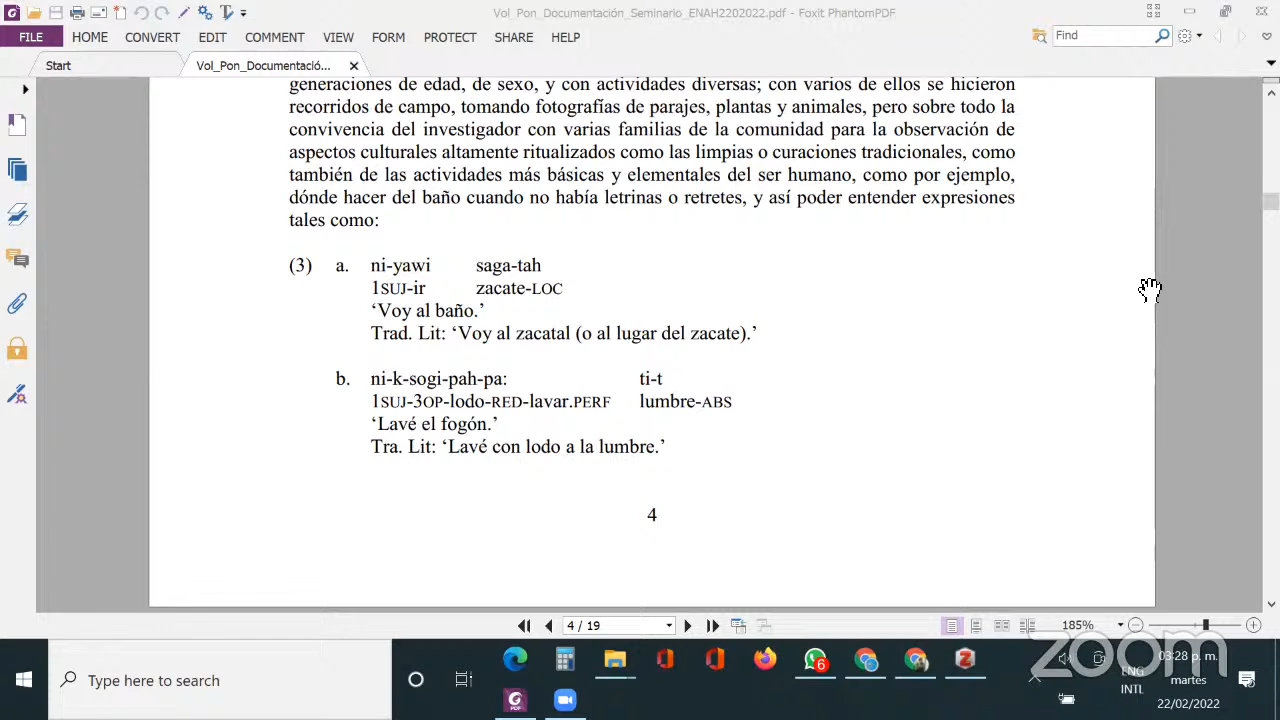 Vol_Pon_Documentación_Seminario_ENAH2202022.pdf - Foxit PhantomPDF
FILE HOME CONVERT EDIT COMMENT VIEW FORM PROTECT SHARE HELP Find
Start Vol_Pon_Documentació...
generaciones de edad, de sexo, y con actividades diversas; con varios de ellos se hicieron
recorridos de campo, tomando fotografías de parajes, plantas y animales, pero sobre todo la
convivencia del investigador con varias familias de la comunidad para la observación de
aspectos culturales altamente ritualizados como las limpias o curaciones tradicionales, como
también de las actividades más básicas y elementales del ser humano, como por ejemplo,
dónde hacer del baño cuando no había letrinas o retretes, y así poder entender expresiones
tales como:
(3) a. ni-yawi saga-tah
1SUJ-ir zacate-LOC
‘Voy al baño.’
Trad. Lit: ‘Voy al zacatal (o al lugar del zacate).’
b. ni-k-sogi-pah-pa: ti-t
1SUJ-3OP-lodo-RED-lavar.PERF lumbre-ABS
‘Lavé el fogón.’
Tra. Lit: ‘Lavé con lodo a la lumbre.’
4
4 / 19 185%
zoom
Type here to search
6
ENG
INTL
03:28 p. m.
martes
22/02/2022